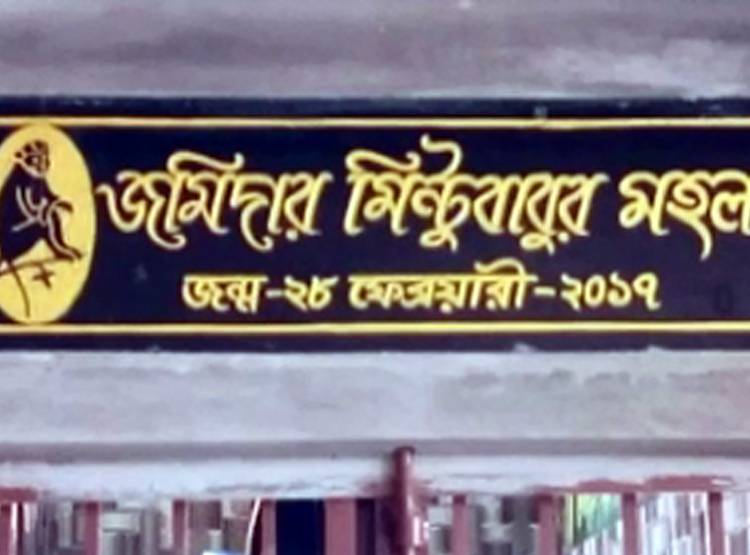 জমিদার মিন্টুবাবুর মহল
জন্ম-২৮ ফেব্রয়ারী-২০১৭